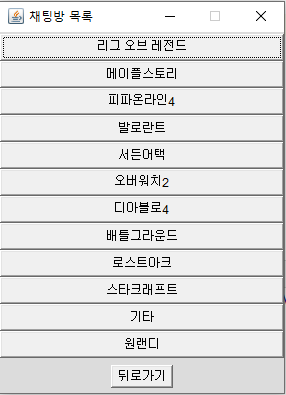 채팅방 목록
리그 오브 레전드
메이플스토리
피파온라인4
발로란트
서든어택
오버워치2
디아블로4
배틀그라운드
로스트아크
스타크래프트
기타
원랜디
뒤로가기